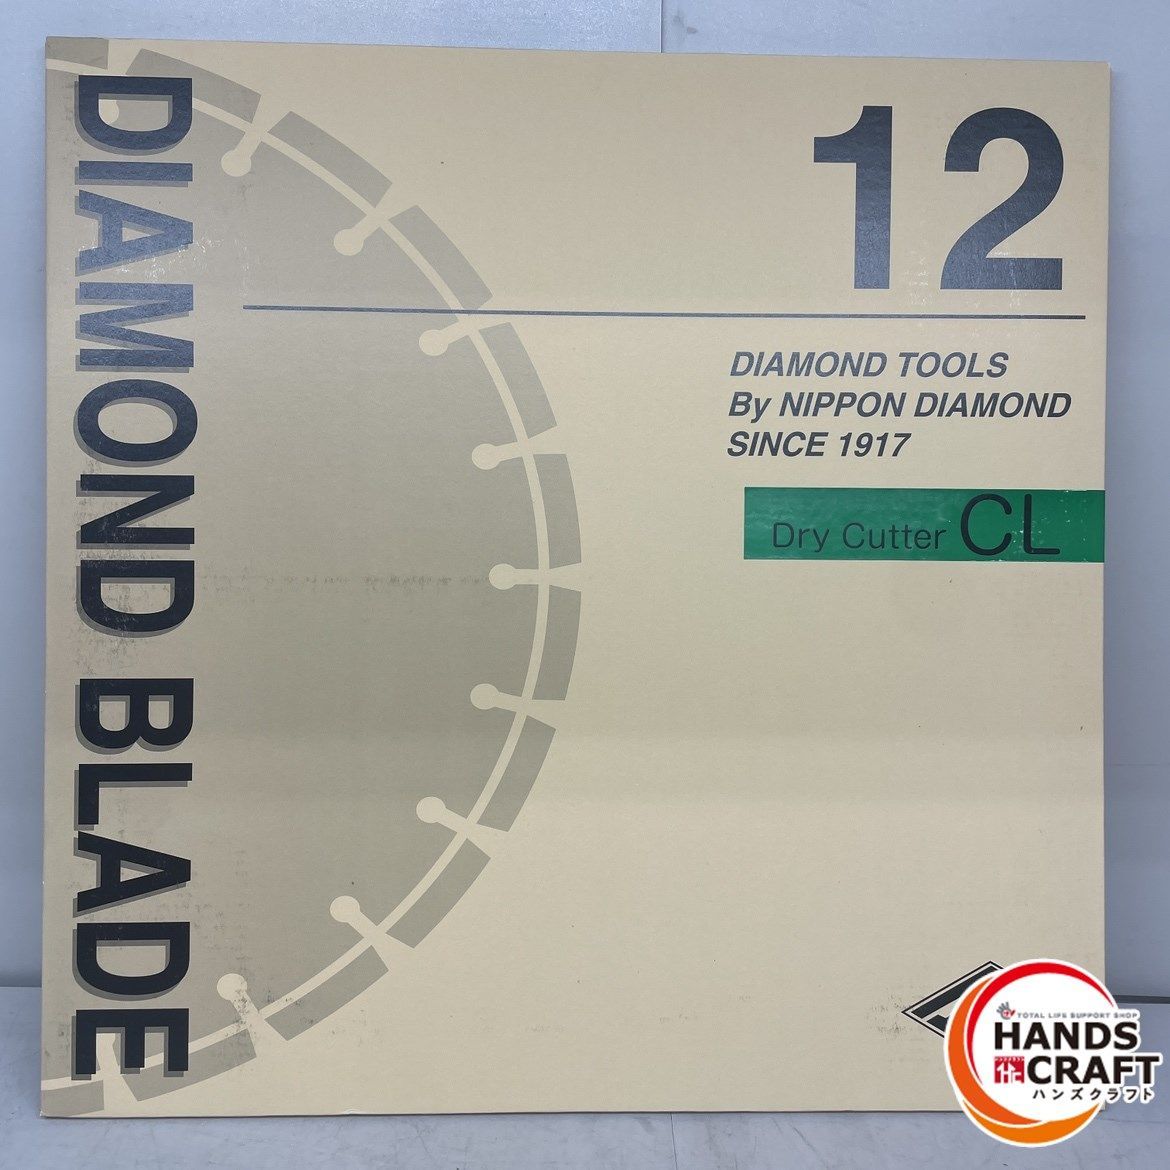 DIAMOND BLADE
12
DIAMOND TOOLS
By NIPPON DIAMOND
SINCE 1917
Dry Cutter CL
TOTAL LIFE SUPPORT SHOP
HANDS
CRAFT
ハンズクラフト